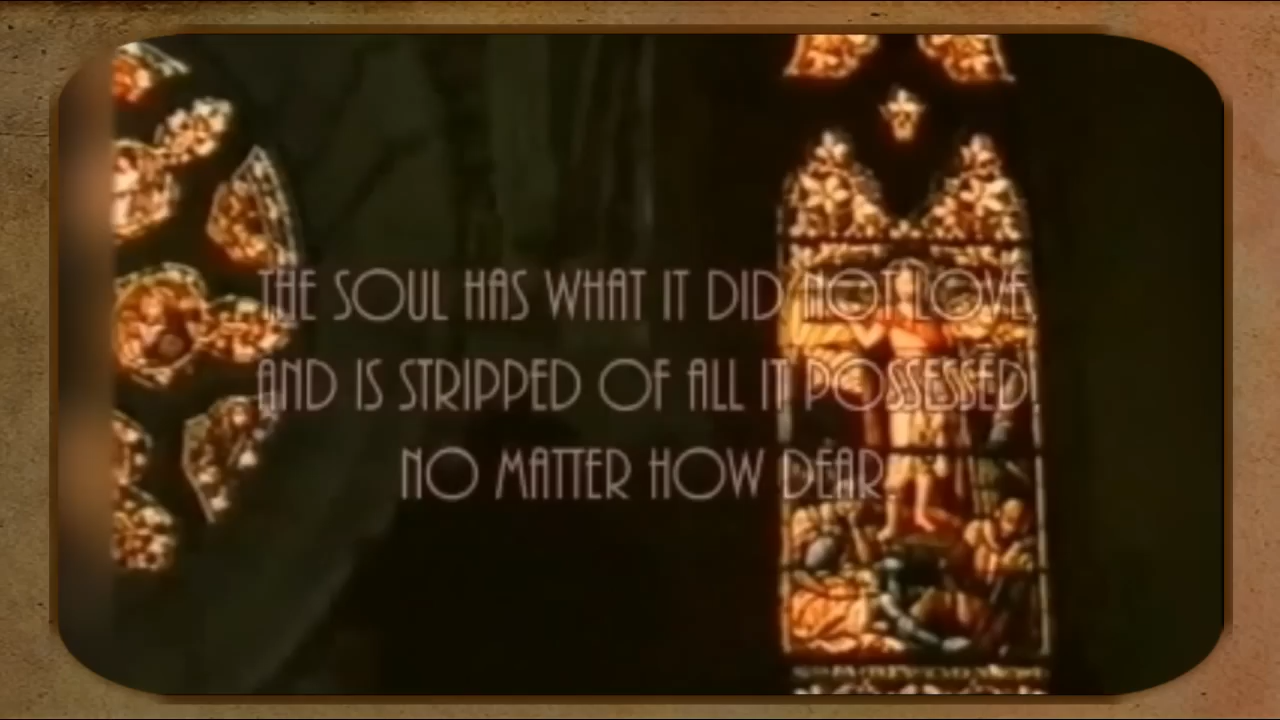 THE SOUL HAS WHAT IT DID NOT LOVE,
AND IS STRIPPED OF ALL IT POSSESSED,
NO MATTER HOW DEAR.